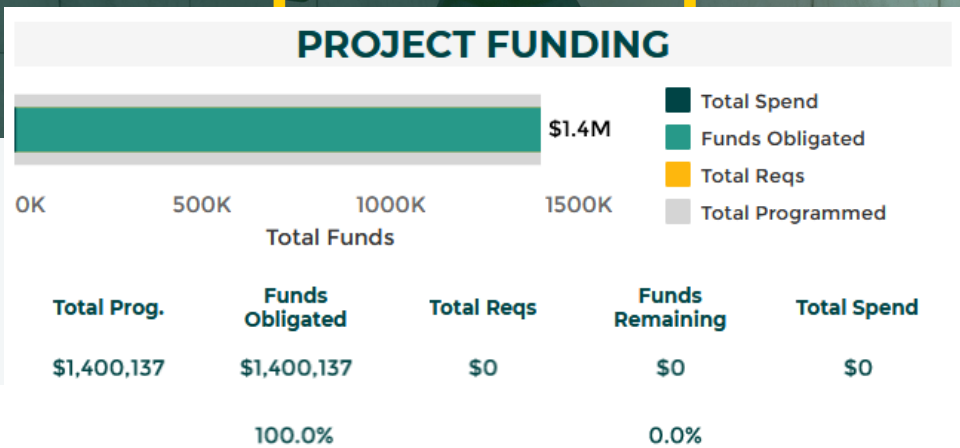 PROJECT FUNDING
$1.4M
Total Spend
Funds Obligated
Total Reqs
Total Programmed
0K 500K 1000K 1500K
Total Funds
Total Prog. Funds Obligated Total Reqs Funds Remaining Total Spend
$1,400,137 $1,400,137 $0 $0 $0
100.0% 0.0%